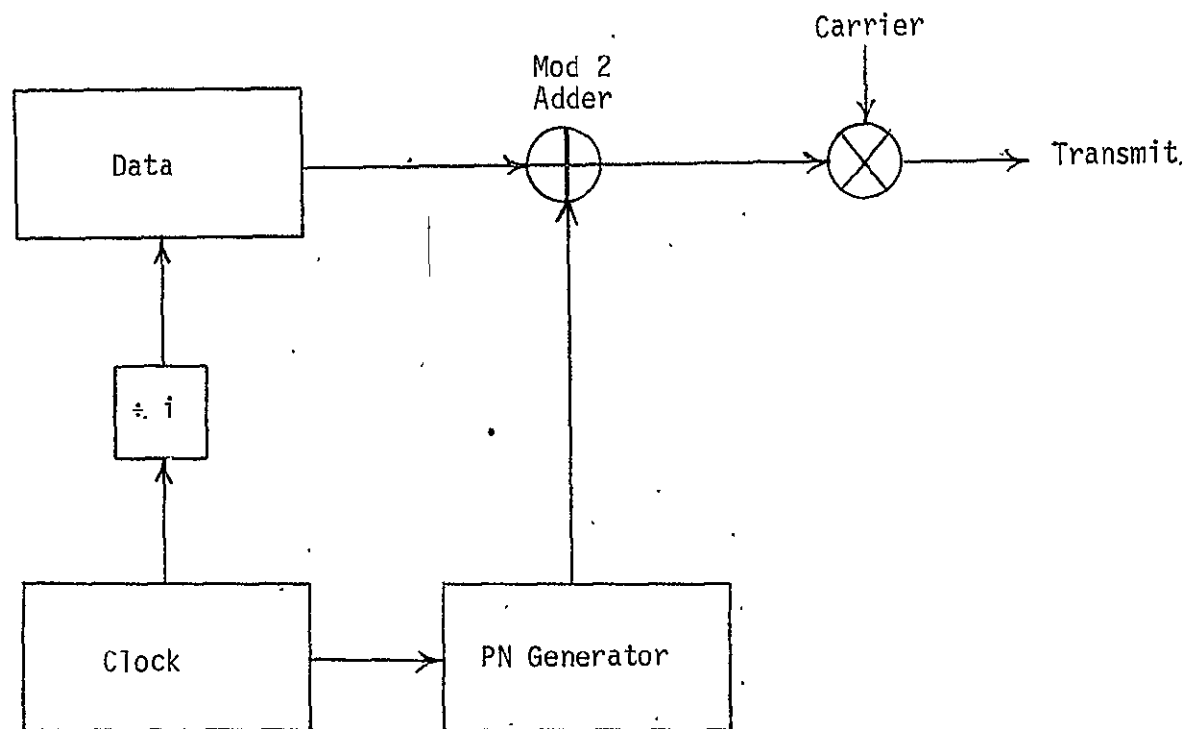 Carrier
Mod 2
Adder
Data
Transmit.
÷ i
Clock
PN Generator